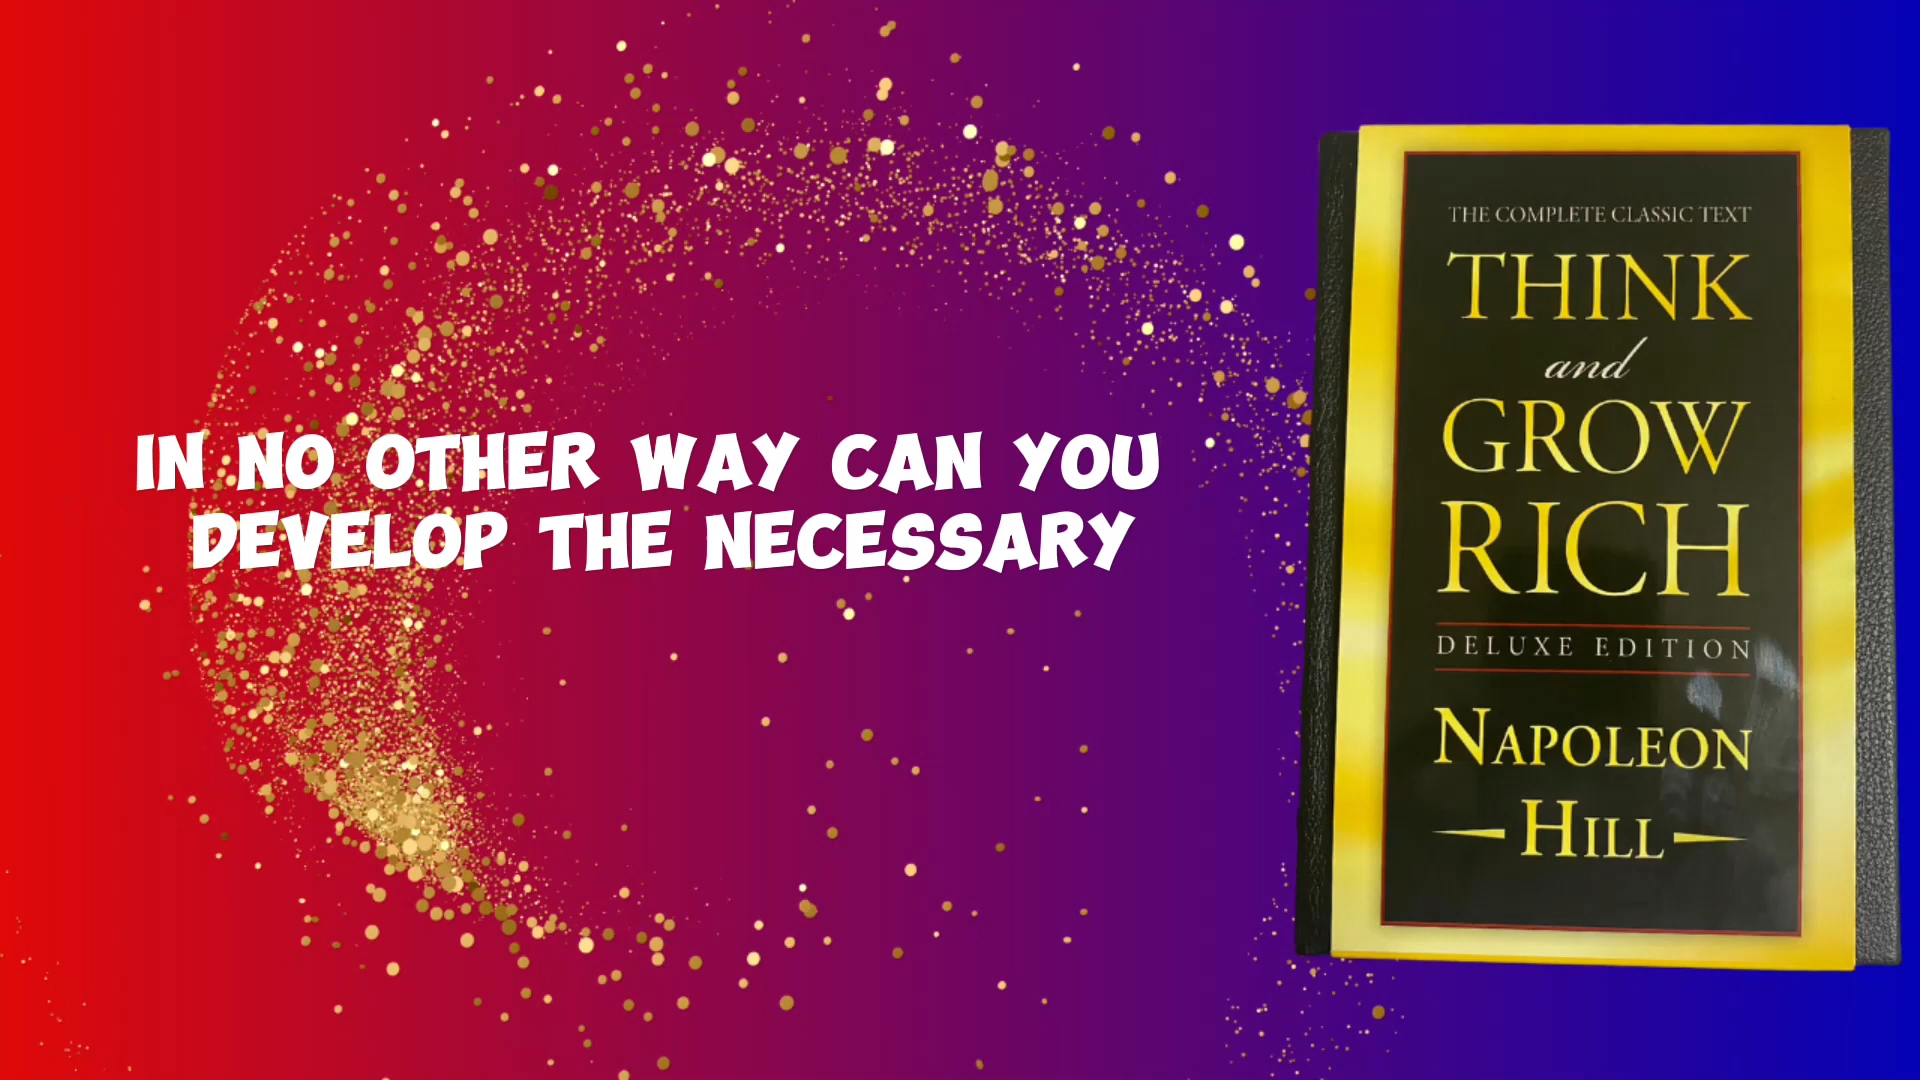 IN NO OTHER WAY CAN YOU
DEVELOP THE NECESSARY
THE COMPLETE CLASSIC TEXT
THINK
and
GROW
RICH
DELUXE EDITION
NAPOLEON
HILL